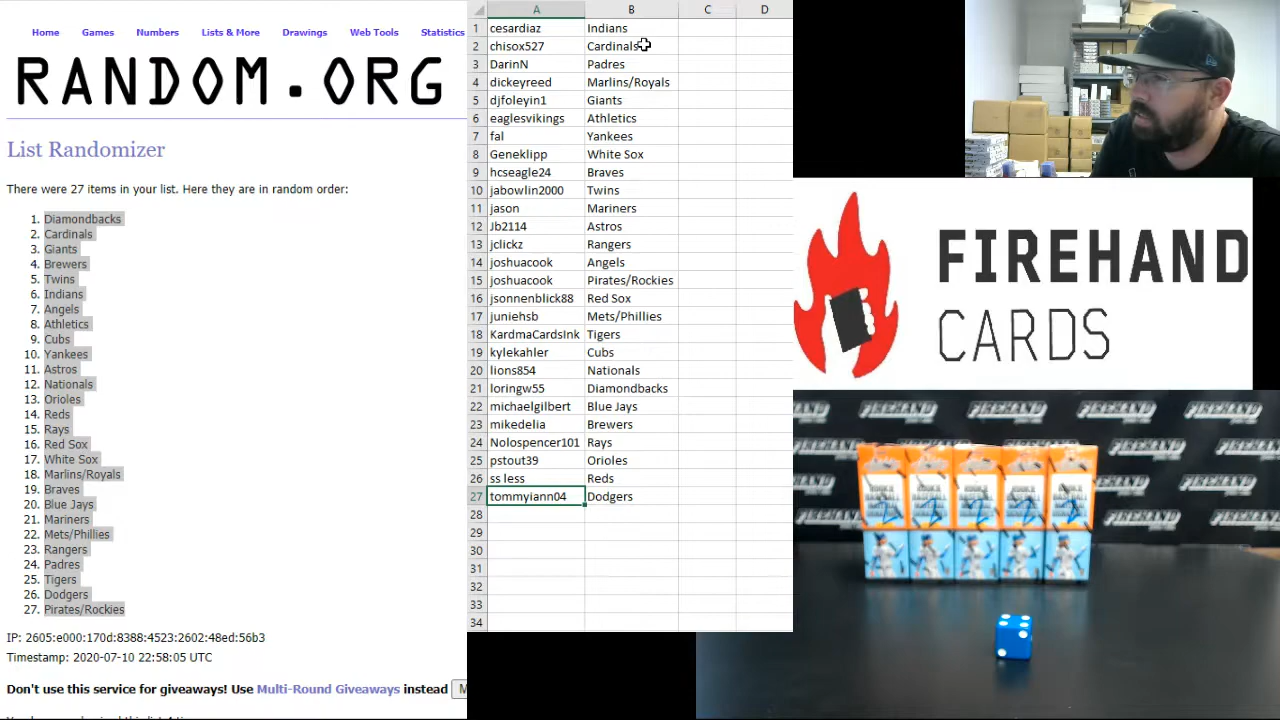 Home Games Numbers Lists & More Drawings Web Tools Statistics
RANDOM.ORG
List Randomizer
There were 27 items in your list. Here they are in random order:
1. Diamondbacks
2. Cardinals
3. Giants
4. Brewers
5. Twins
6. Indians
7. Angels
8. Athletics
9. Cubs
10. Yankees
11. Astros
12. Nationals
13. Orioles
14. Reds
15. Rays
16. Red Sox
17. White Sox
18. Marlins/Royals
19. Braves
20. Blue Jays
21. Mariners
22. Mets/Phillies
23. Rangers
24. Padres
25. Tigers
26. Dodgers
27. Pirates/Rockies
IP: 2605:e000:170d:8388:4523:2602:48ed:56b3
Timestamp: 2020-07-10 22:58:05 UTC
Don't use this service for giveaways! Use Multi-Round Giveaways instead
A B C D
1 cesardiaz Indians
2 chisox527 Cardinals
3 DarinN Padres
4 dickeyreed Marlins/Royals
5 djfoleyin1 Giants
6 eaglesvikings Athletics
7 fal Yankees
8 Geneklipp White Sox
9 hcseagle24 Braves
10 jabowlin2000 Twins
11 jason Mariners
12 Jb2114 Astros
13 jclickz Rangers
14 joshuacook Angels
15 joshuacook Pirates/Rockies
16 jsonnenblick88 Red Sox
17 juniehsb Mets/Phillies
18 KardmaCardsInk Tigers
19 kylekahler Cubs
20 lions854 Nationals
21 loringw55 Diamondbacks
22 michaelgilbert Blue Jays
23 mikedelia Brewers
24 Nolospencer101 Rays
25 pstout39 Orioles
26 ss less Reds
27 tommyiann04 Dodgers
28
29
30
31
32
33
34
FIREHAND
CARDS